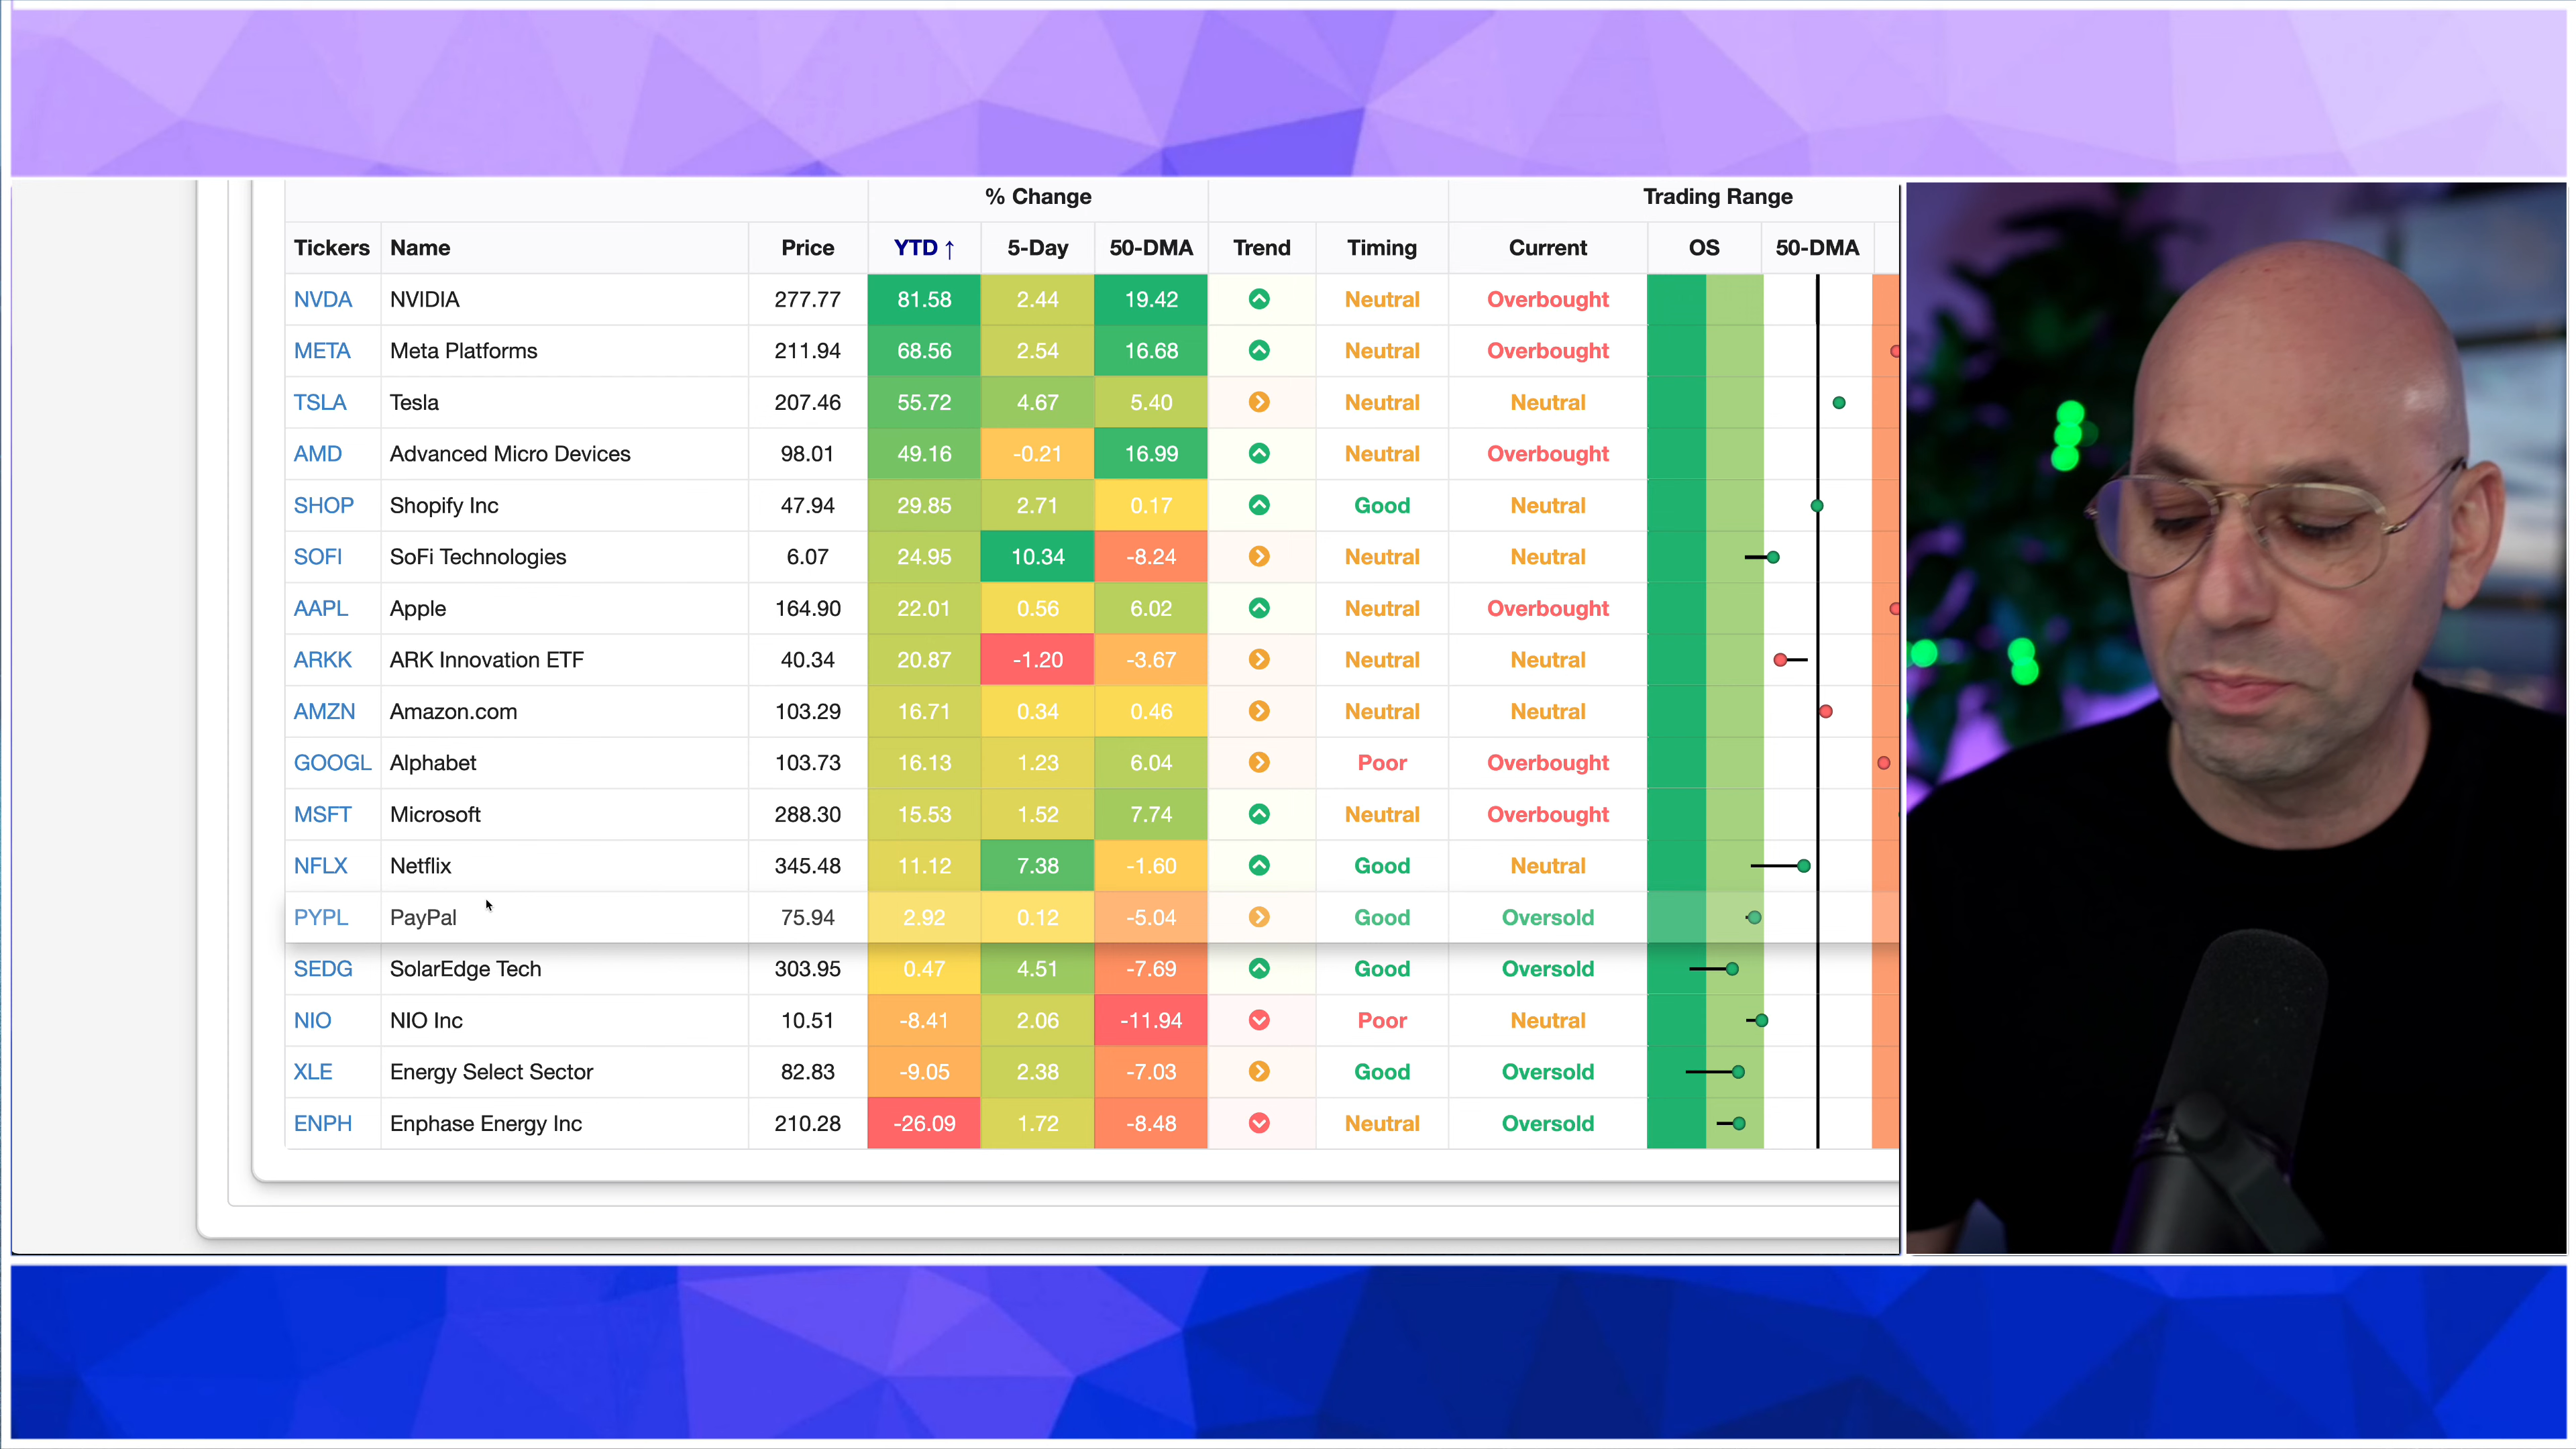 % Change Trading Range
Tickers Name Price YTD ↑ 5-Day 50-DMA Trend Timing Current OS 50-DMA
NVDA NVIDIA 277.77 81.58 2.44 19.42 Neutral Overbought
META Meta Platforms 211.94 68.56 2.54 16.68 Neutral Overbought
TSLA Tesla 207.46 55.72 4.67 5.40 Neutral Neutral
AMD Advanced Micro Devices 98.01 49.16 -0.21 16.99 Neutral Overbought
SHOP Shopify Inc 47.94 29.85 2.71 0.17 Good Neutral
SOFI SoFi Technologies 6.07 24.95 10.34 -8.24 Neutral Neutral
AAPL Apple 164.90 22.01 0.56 6.02 Neutral Overbought
ARKK ARK Innovation ETF 40.34 20.87 -1.20 -3.67 Neutral Neutral
AMZN Amazon.com 103.29 16.71 0.34 0.46 Neutral Neutral
GOOGL Alphabet 103.73 16.13 1.23 6.04 Poor Overbought
MSFT Microsoft 288.30 15.53 1.52 7.74 Neutral Overbought
NFLX Netflix 345.48 11.12 7.38 -1.60 Good Neutral
PYPL PayPal 75.94 2.92 0.12 -5.04 Good Oversold
SEDG SolarEdge Tech 303.95 0.47 4.51 -7.69 Good Oversold
NIO NIO Inc 10.51 -8.41 2.06 -11.94 Poor Neutral
XLE Energy Select Sector 82.83 -9.05 2.38 -7.03 Good Oversold
ENPH Enphase Energy Inc 210.28 -26.09 1.72 -8.48 Neutral Oversold